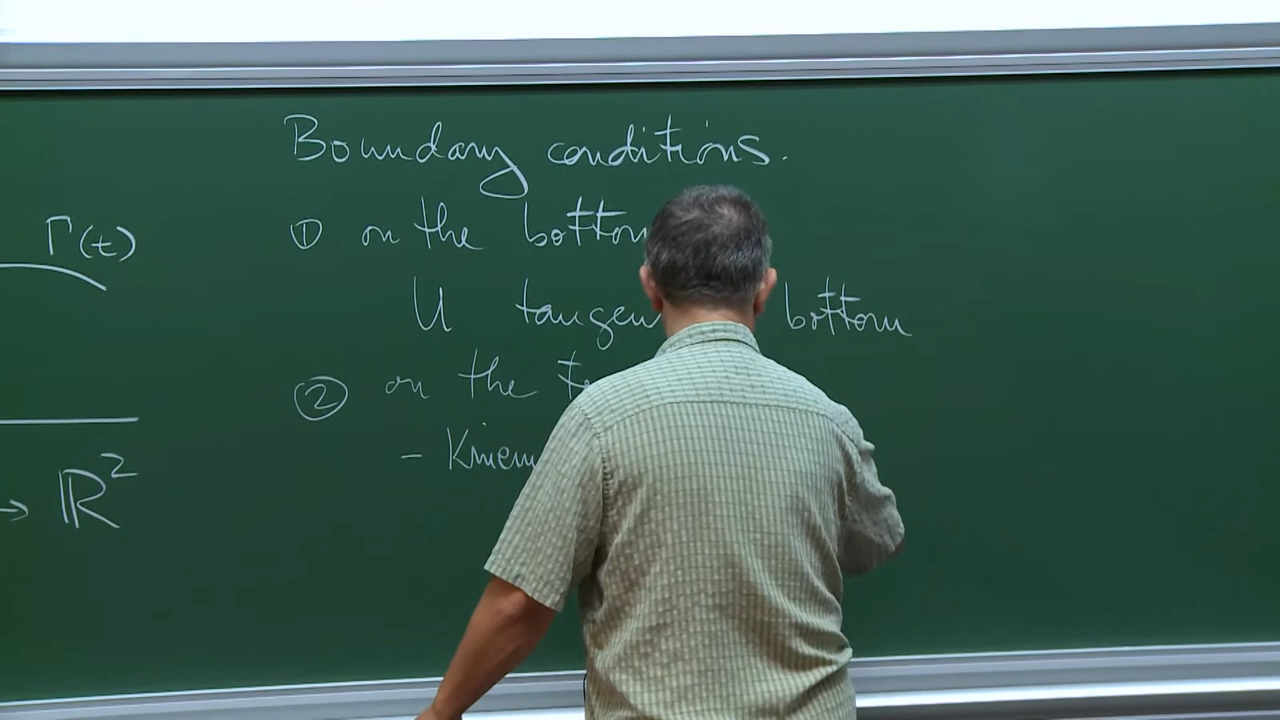 Boundary conditions.
Γ(t)
① on the bottom
U tangent bottom
② on the
- Kinem
→ ℝ²